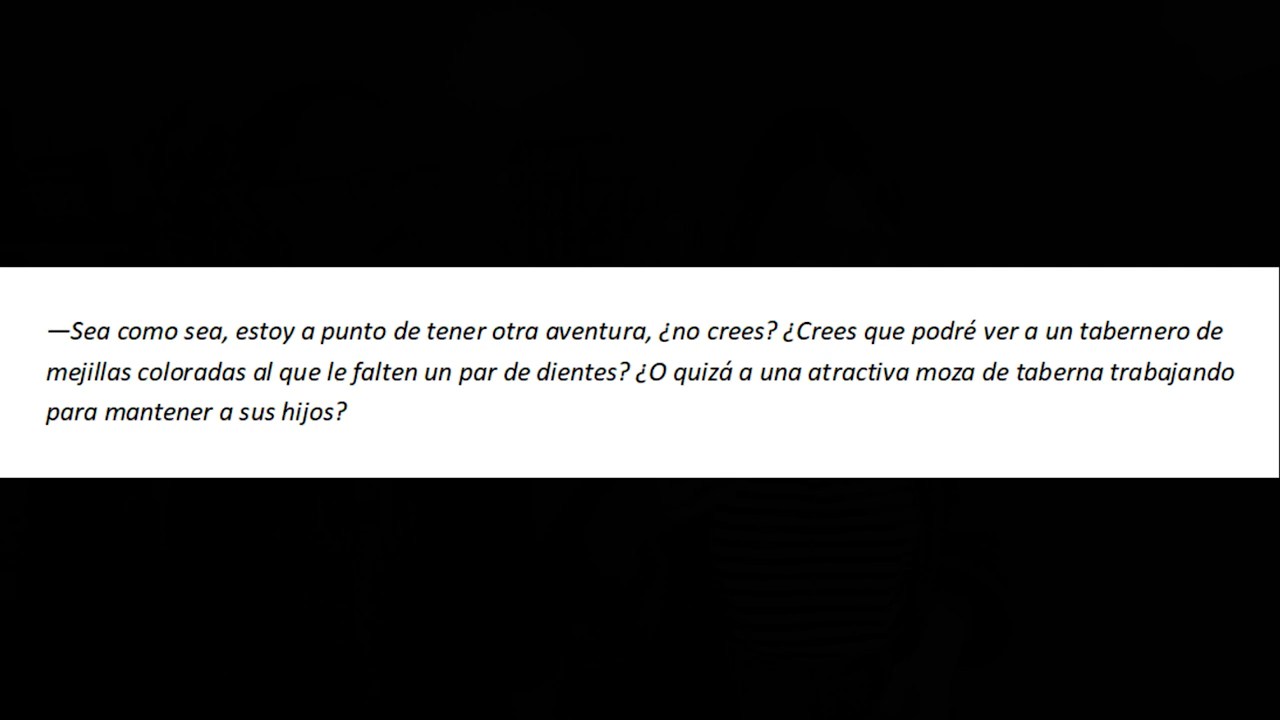 —Sea como sea, estoy a punto de tener otra aventura, ¿no crees? ¿Crees que podré ver a un tabernero de
mejillas coloradas al que le falten un par de dientes? ¿O quizá a una atractiva moza de taberna trabajando
para mantener a sus hijos?